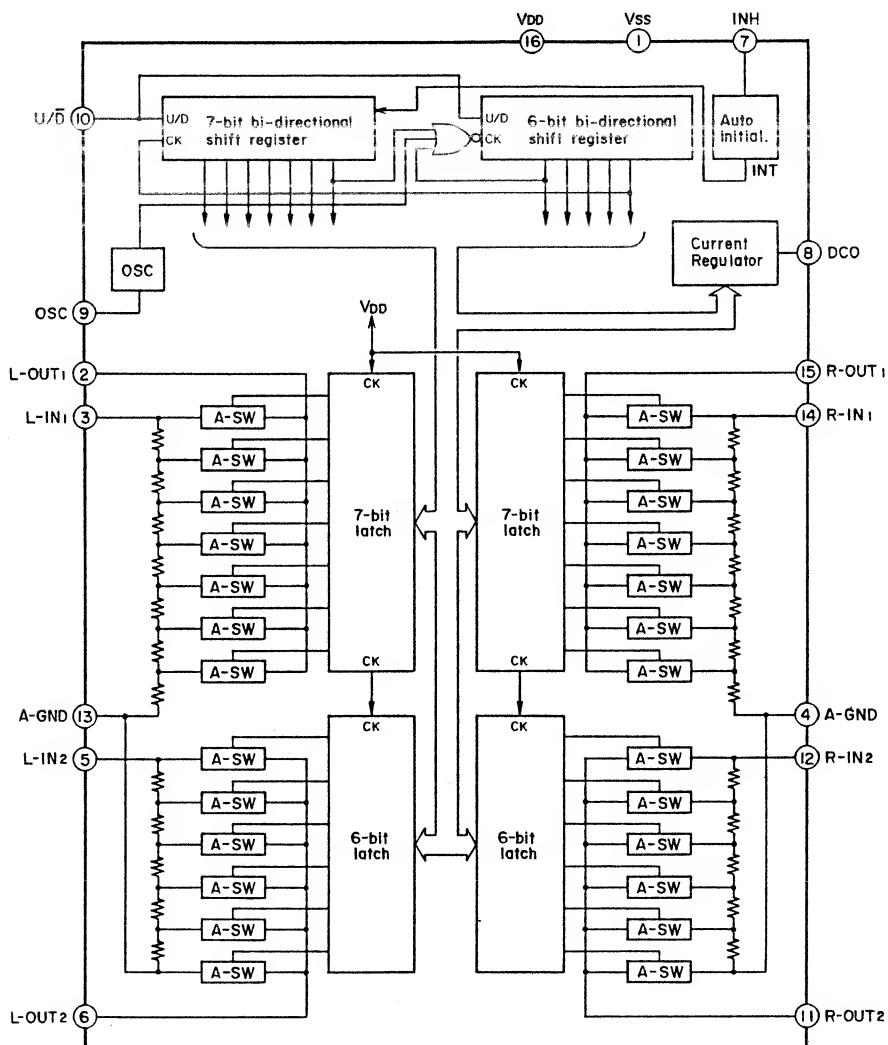 VDD VSS INH
16 1 7
U/D̅ 10
U/D 7-bit bi-directional
CK shift register
U/D 6-bit bi-directional
CK shift register
Auto
initial.
INT
OSC
Current
Regulator
8 DCO
OSC 9
VDD
L-OUT1 2
CK
CK
15 R-OUT1
L-IN1 3
A-SW
A-SW
14 R-IN1
A-SW
A-SW
A-SW
A-SW
A-SW
7-bit
latch
7-bit
latch
A-SW
A-SW
A-SW
A-SW
A-SW
A-SW
A-SW
CK
CK
A-GND 13
CK
CK
4 A-GND
L-IN2 5
A-SW
A-SW
12 R-IN2
A-SW
A-SW
A-SW
6-bit
latch
6-bit
latch
A-SW
A-SW
A-SW
A-SW
A-SW
A-SW
A-SW
L-OUT2 6
11 R-OUT2